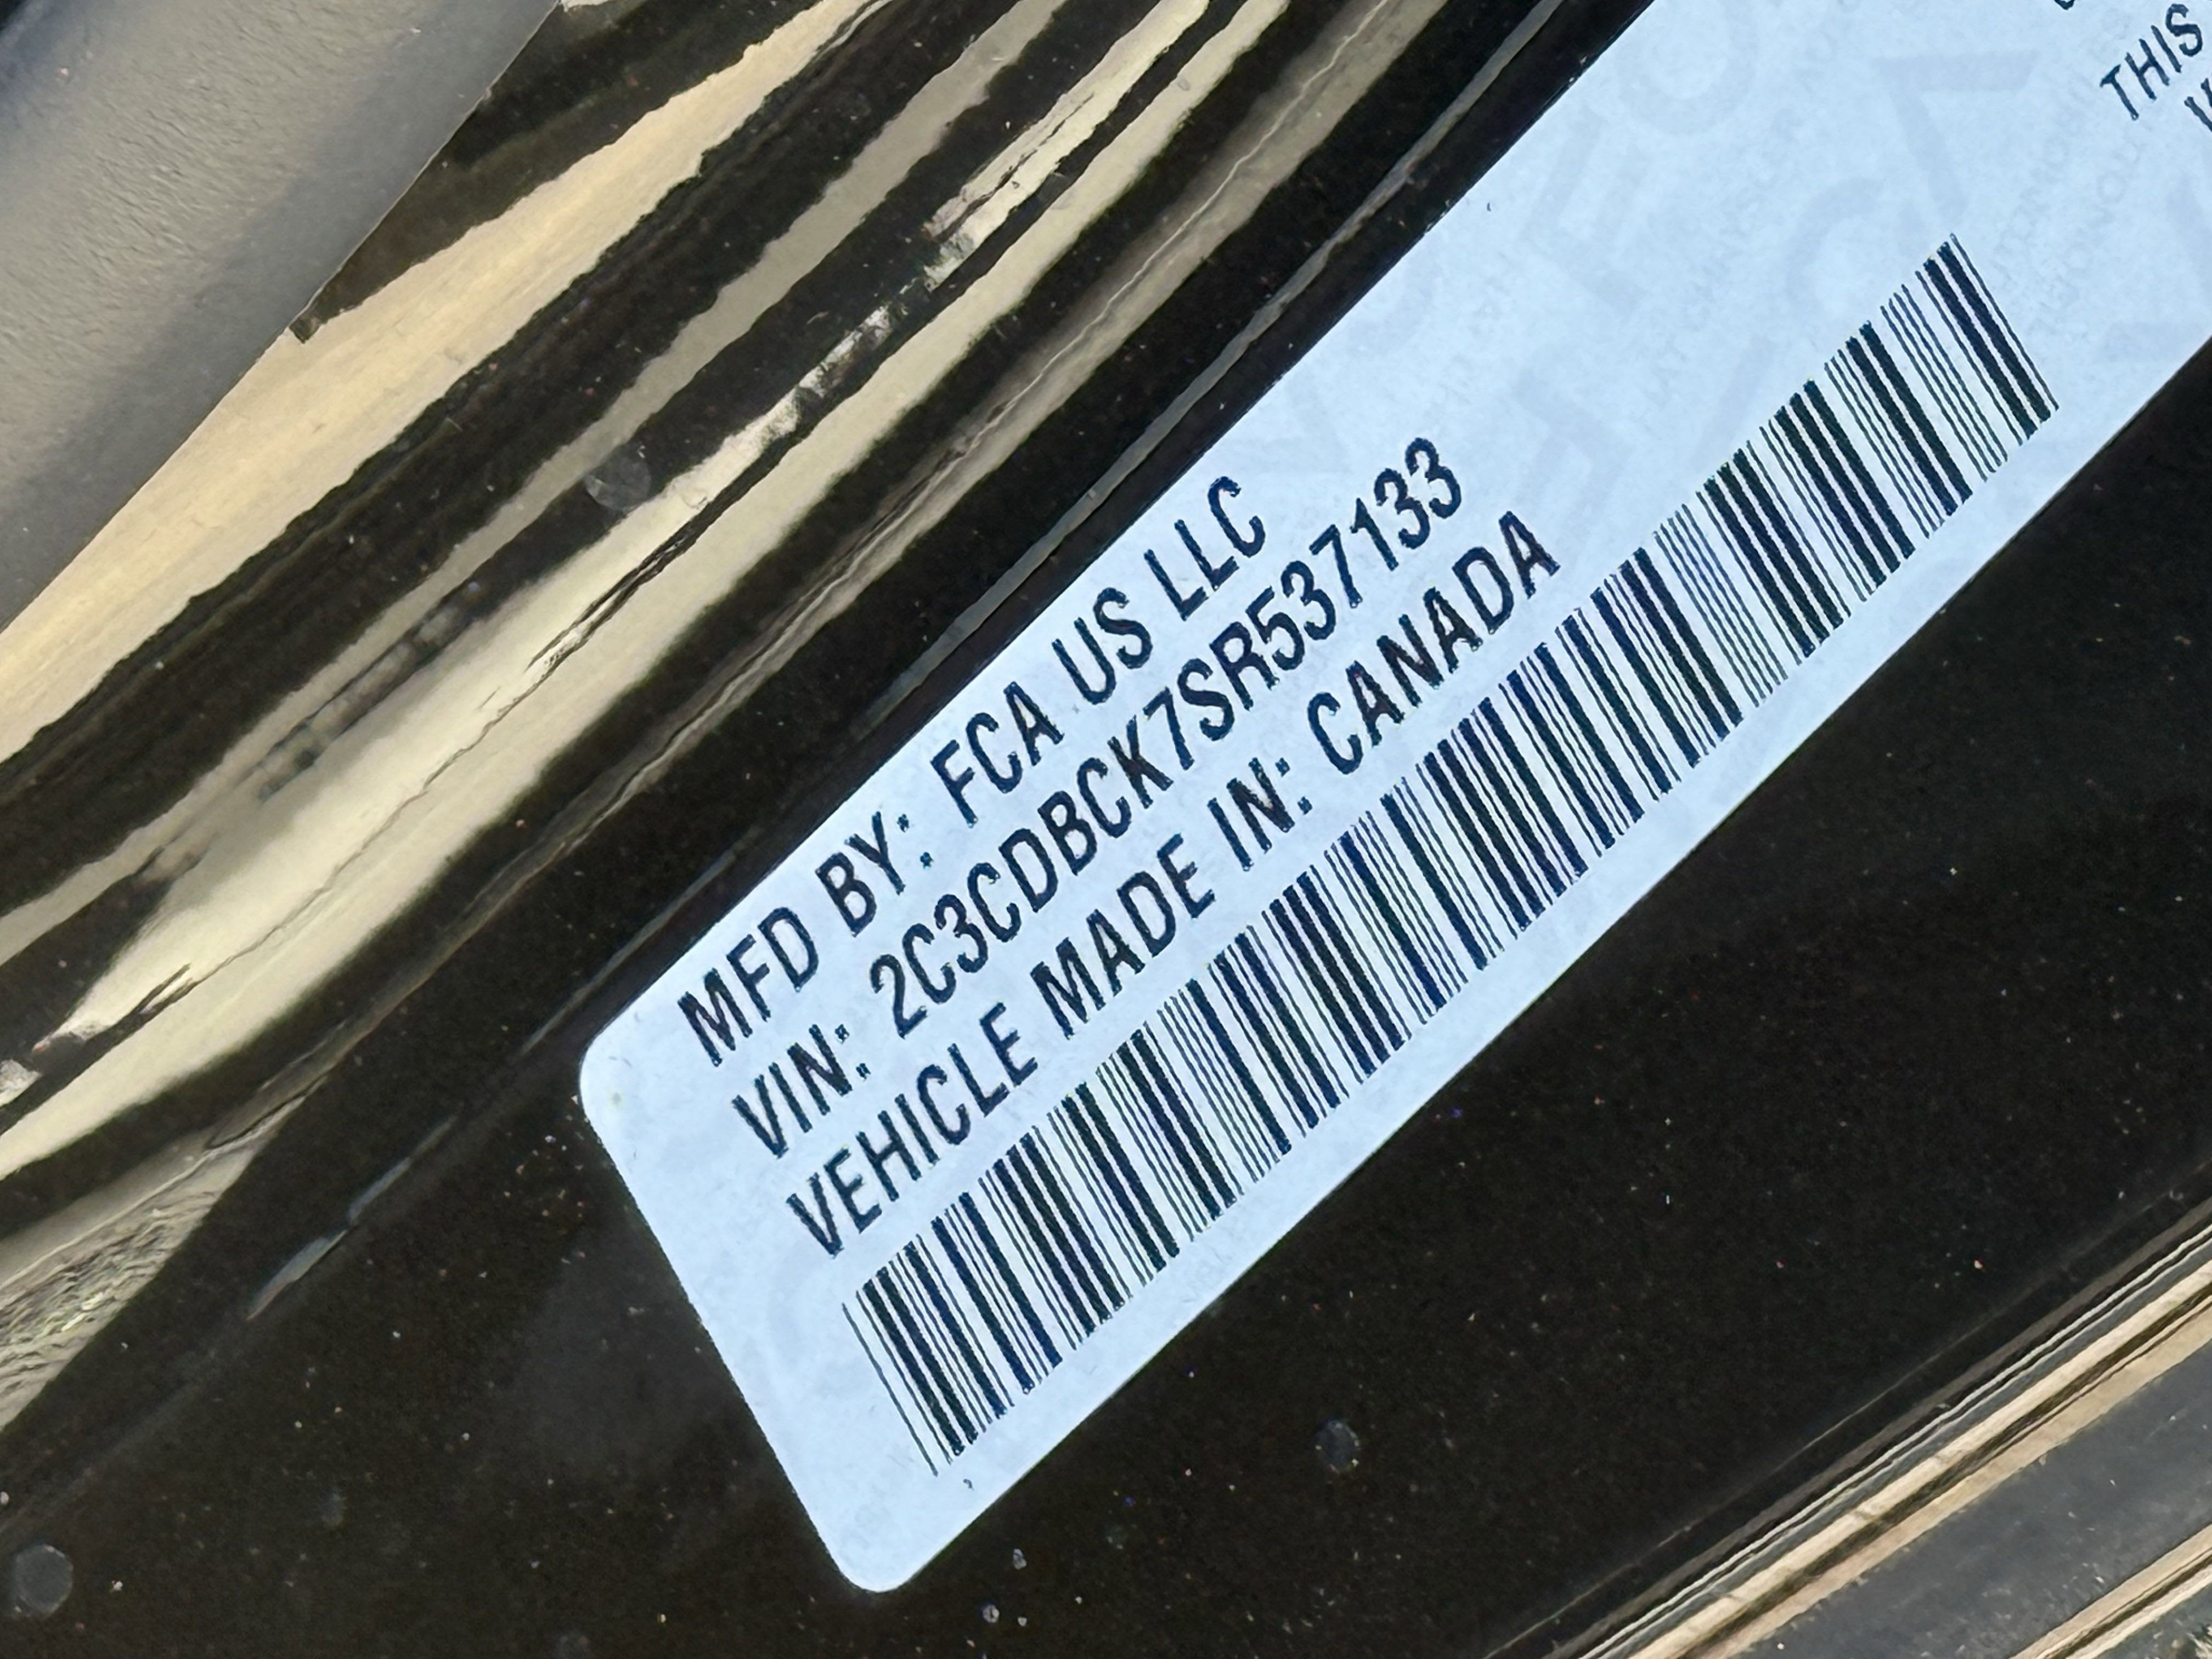 THIS
MFD BY: FCA US LLC
VIN: 2C3CDBCK7SR537133
VEHICLE MADE IN: CANADA